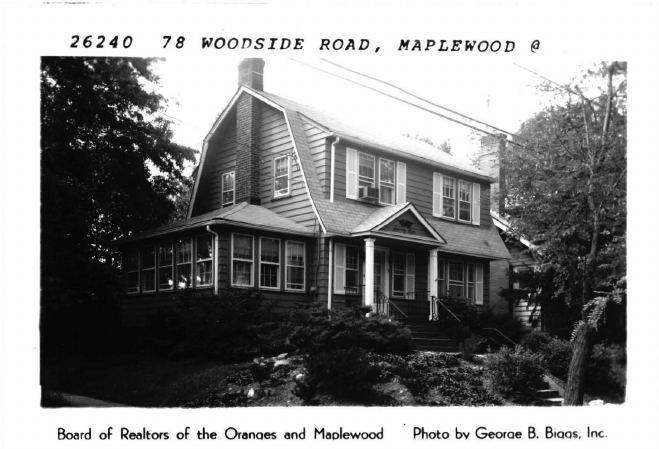 26240 78 WOODSIDE ROAD, MAPLEWOOD @
Board of Realtors of the Oranges and Maplewood Photo by George B. Biggs, Inc.